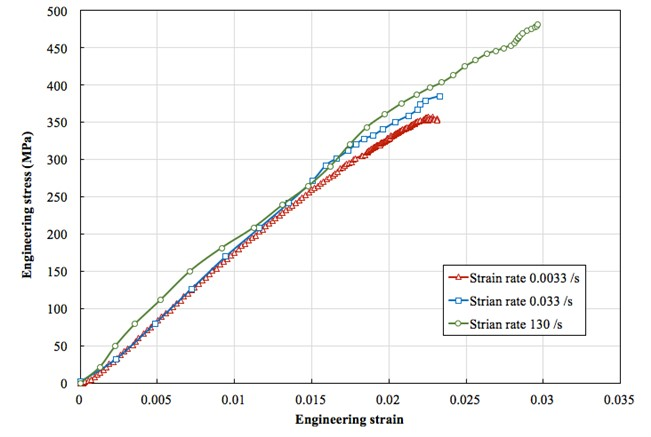 500
450
400
350
300
250
200
150
100
50
0
Engineering stress (MPa)
Strain rate 0.0033 /s
Strian rate 0.033 /s
Strian rate 130 /s
0 0.005 0.01 0.015 0.02 0.025 0.03 0.035
Engineering strain